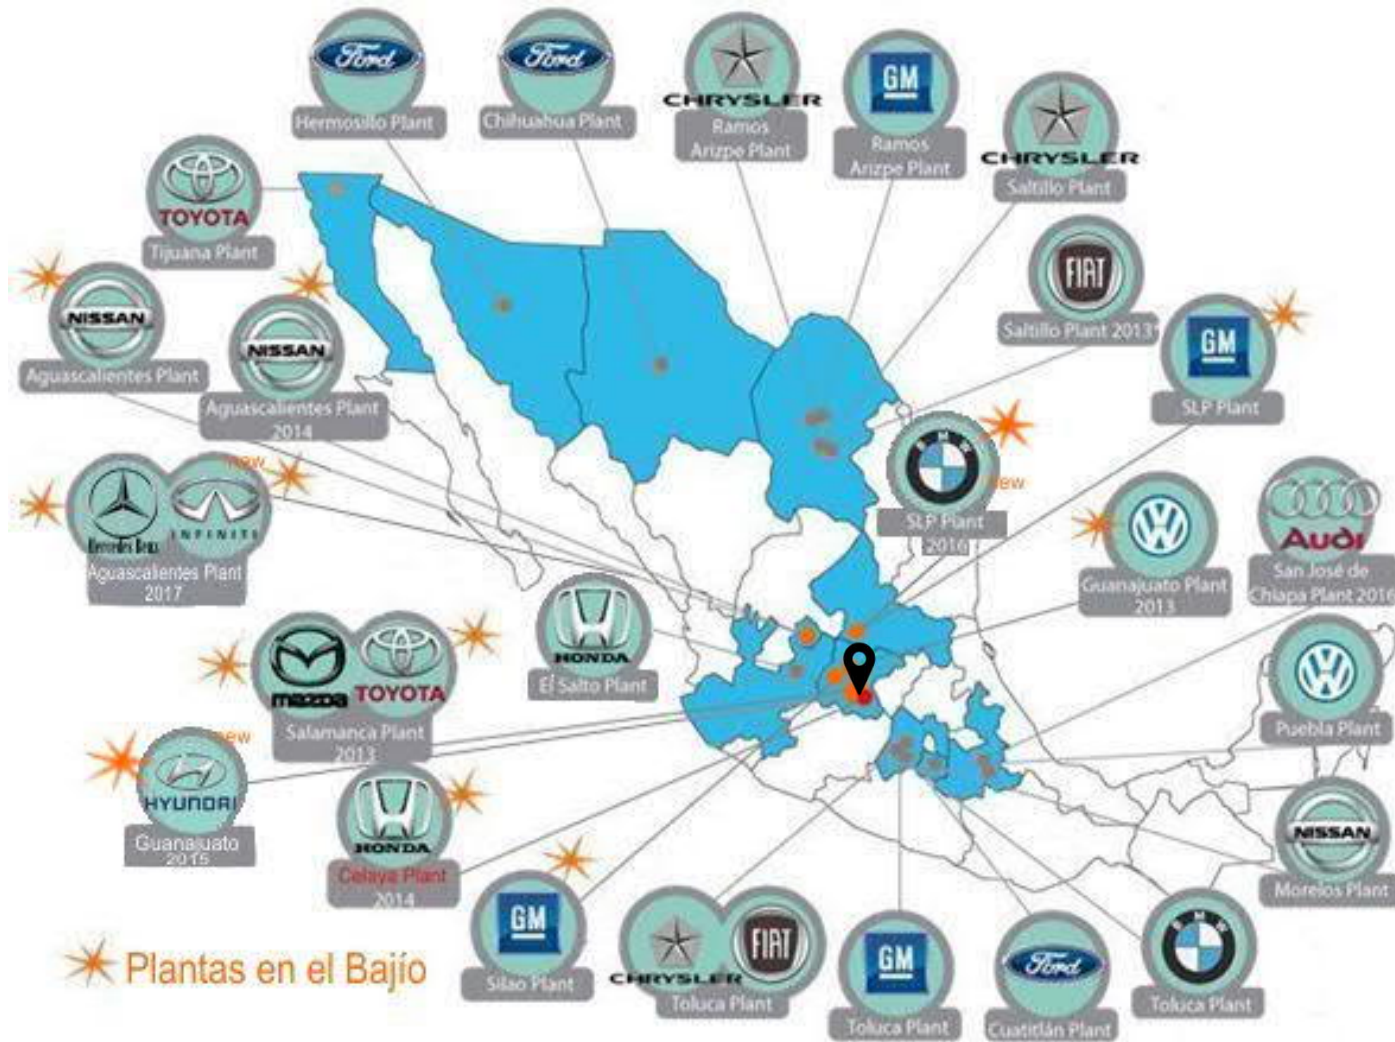 Ford
Hermosillo Plant
Ford
Chihuahua Plant
CHRYSLER
Ramos
Arizpe Plant
GM
Ramos
Arizpe Plant
CHRYSLER
Saltillo Plant
TOYOTA
Tijuana Plant
FIAT
Saltillo Plant 2013*
NISSAN
Aguascalientes Plant
NISSAN
Aguascalientes Plant
2014
GM
SLP Plant
BMW
new
SLP Plant
2016
new
Mercedes Benz
INFINITI
Aguascalientes Plant
2017
VW
Guanajuato Plant
2013
Audi
San José de
Chiapa Plant 2016
HONDA
El Salto Plant
mazda
TOYOTA
Salamanca Plant
2013
VW
Puebla Plant
new
HYUNDAI
Guanajuato
2015
HONDA
Celaya Plant
2014
NISSAN
Morelos Plant
GM
Silao Plant
CHRYSLER
FIAT
Toluca Plant
GM
Toluca Plant
Ford
Cuatitlán Plant
BMW
Toluca Plant
Plantas en el Bajío